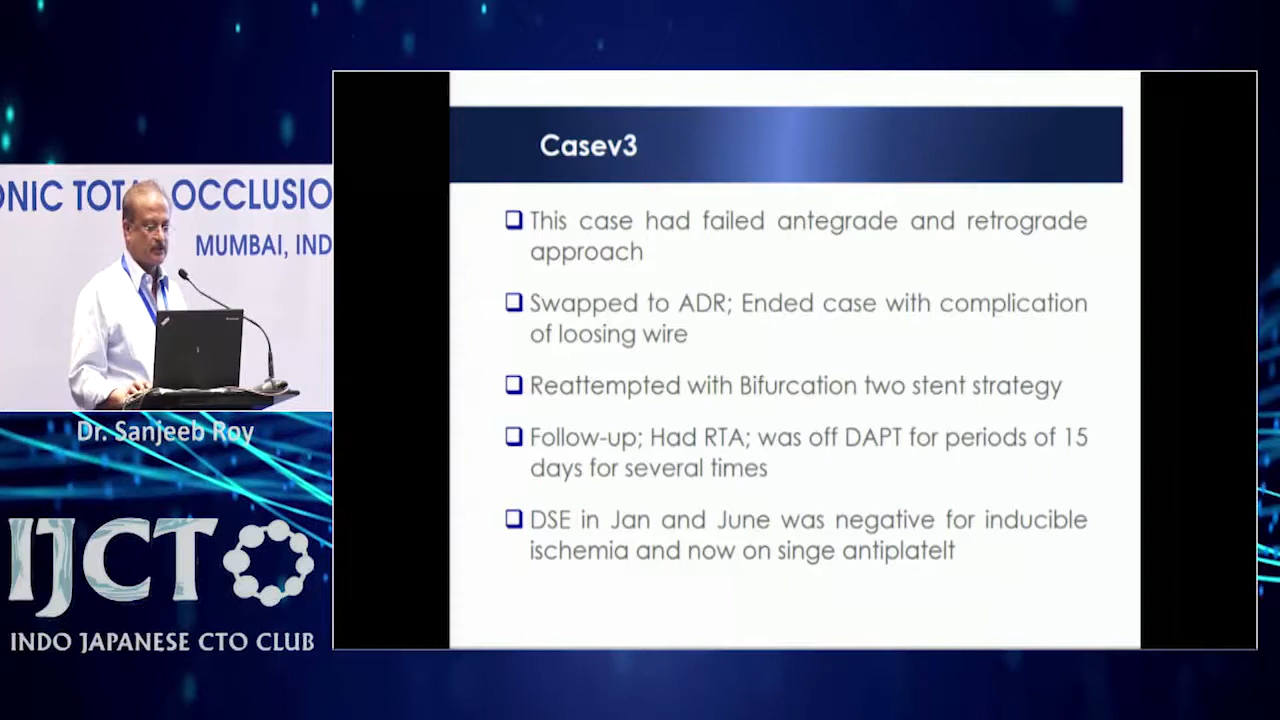 ONIC TOTAL OCCLUSIO
MUMBAI, IND
Dr. Sanjeeb Roy
IJCTO
INDO JAPANESE CTO CLUB
Casev3
❑ This case had failed antegrade and retrograde
approach
❑ Swapped to ADR; Ended case with complication
of loosing wire
❑ Reattempted with Bifurcation two stent strategy
❑ Follow-up; Had RTA; was off DAPT for periods of 15
days for several times
❑ DSE in Jan and June was negative for inducible
ischemia and now on singe antiplatelt